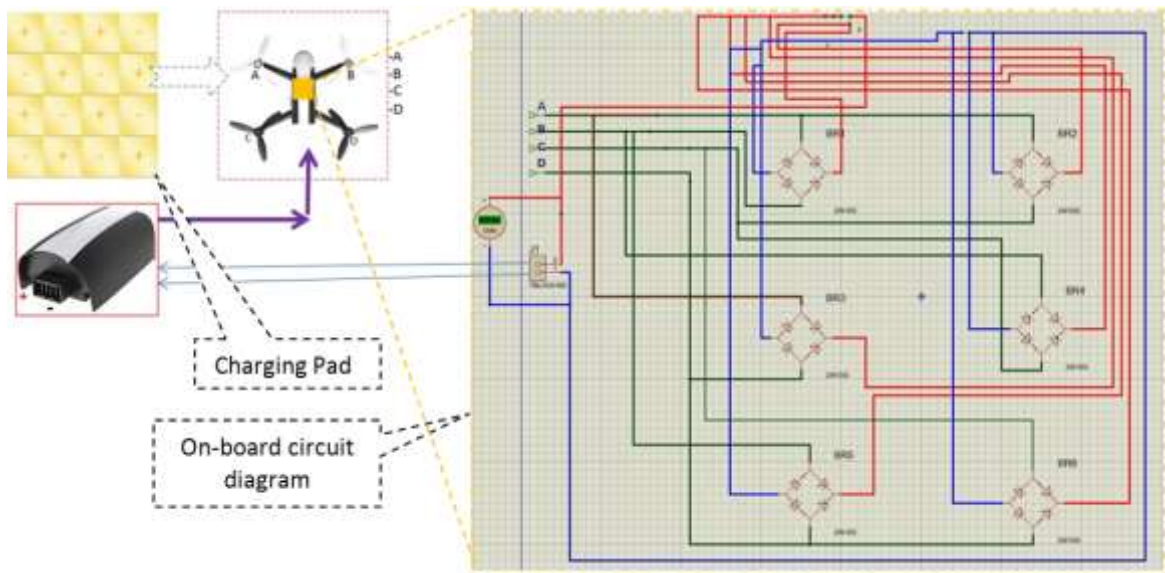 A
B
C
D
A
B
C
D
+
-
Charging Pad
On-board circuit
diagram
A
B
C
D
BR1
BR2
BR3
BR4
BR5
BR6